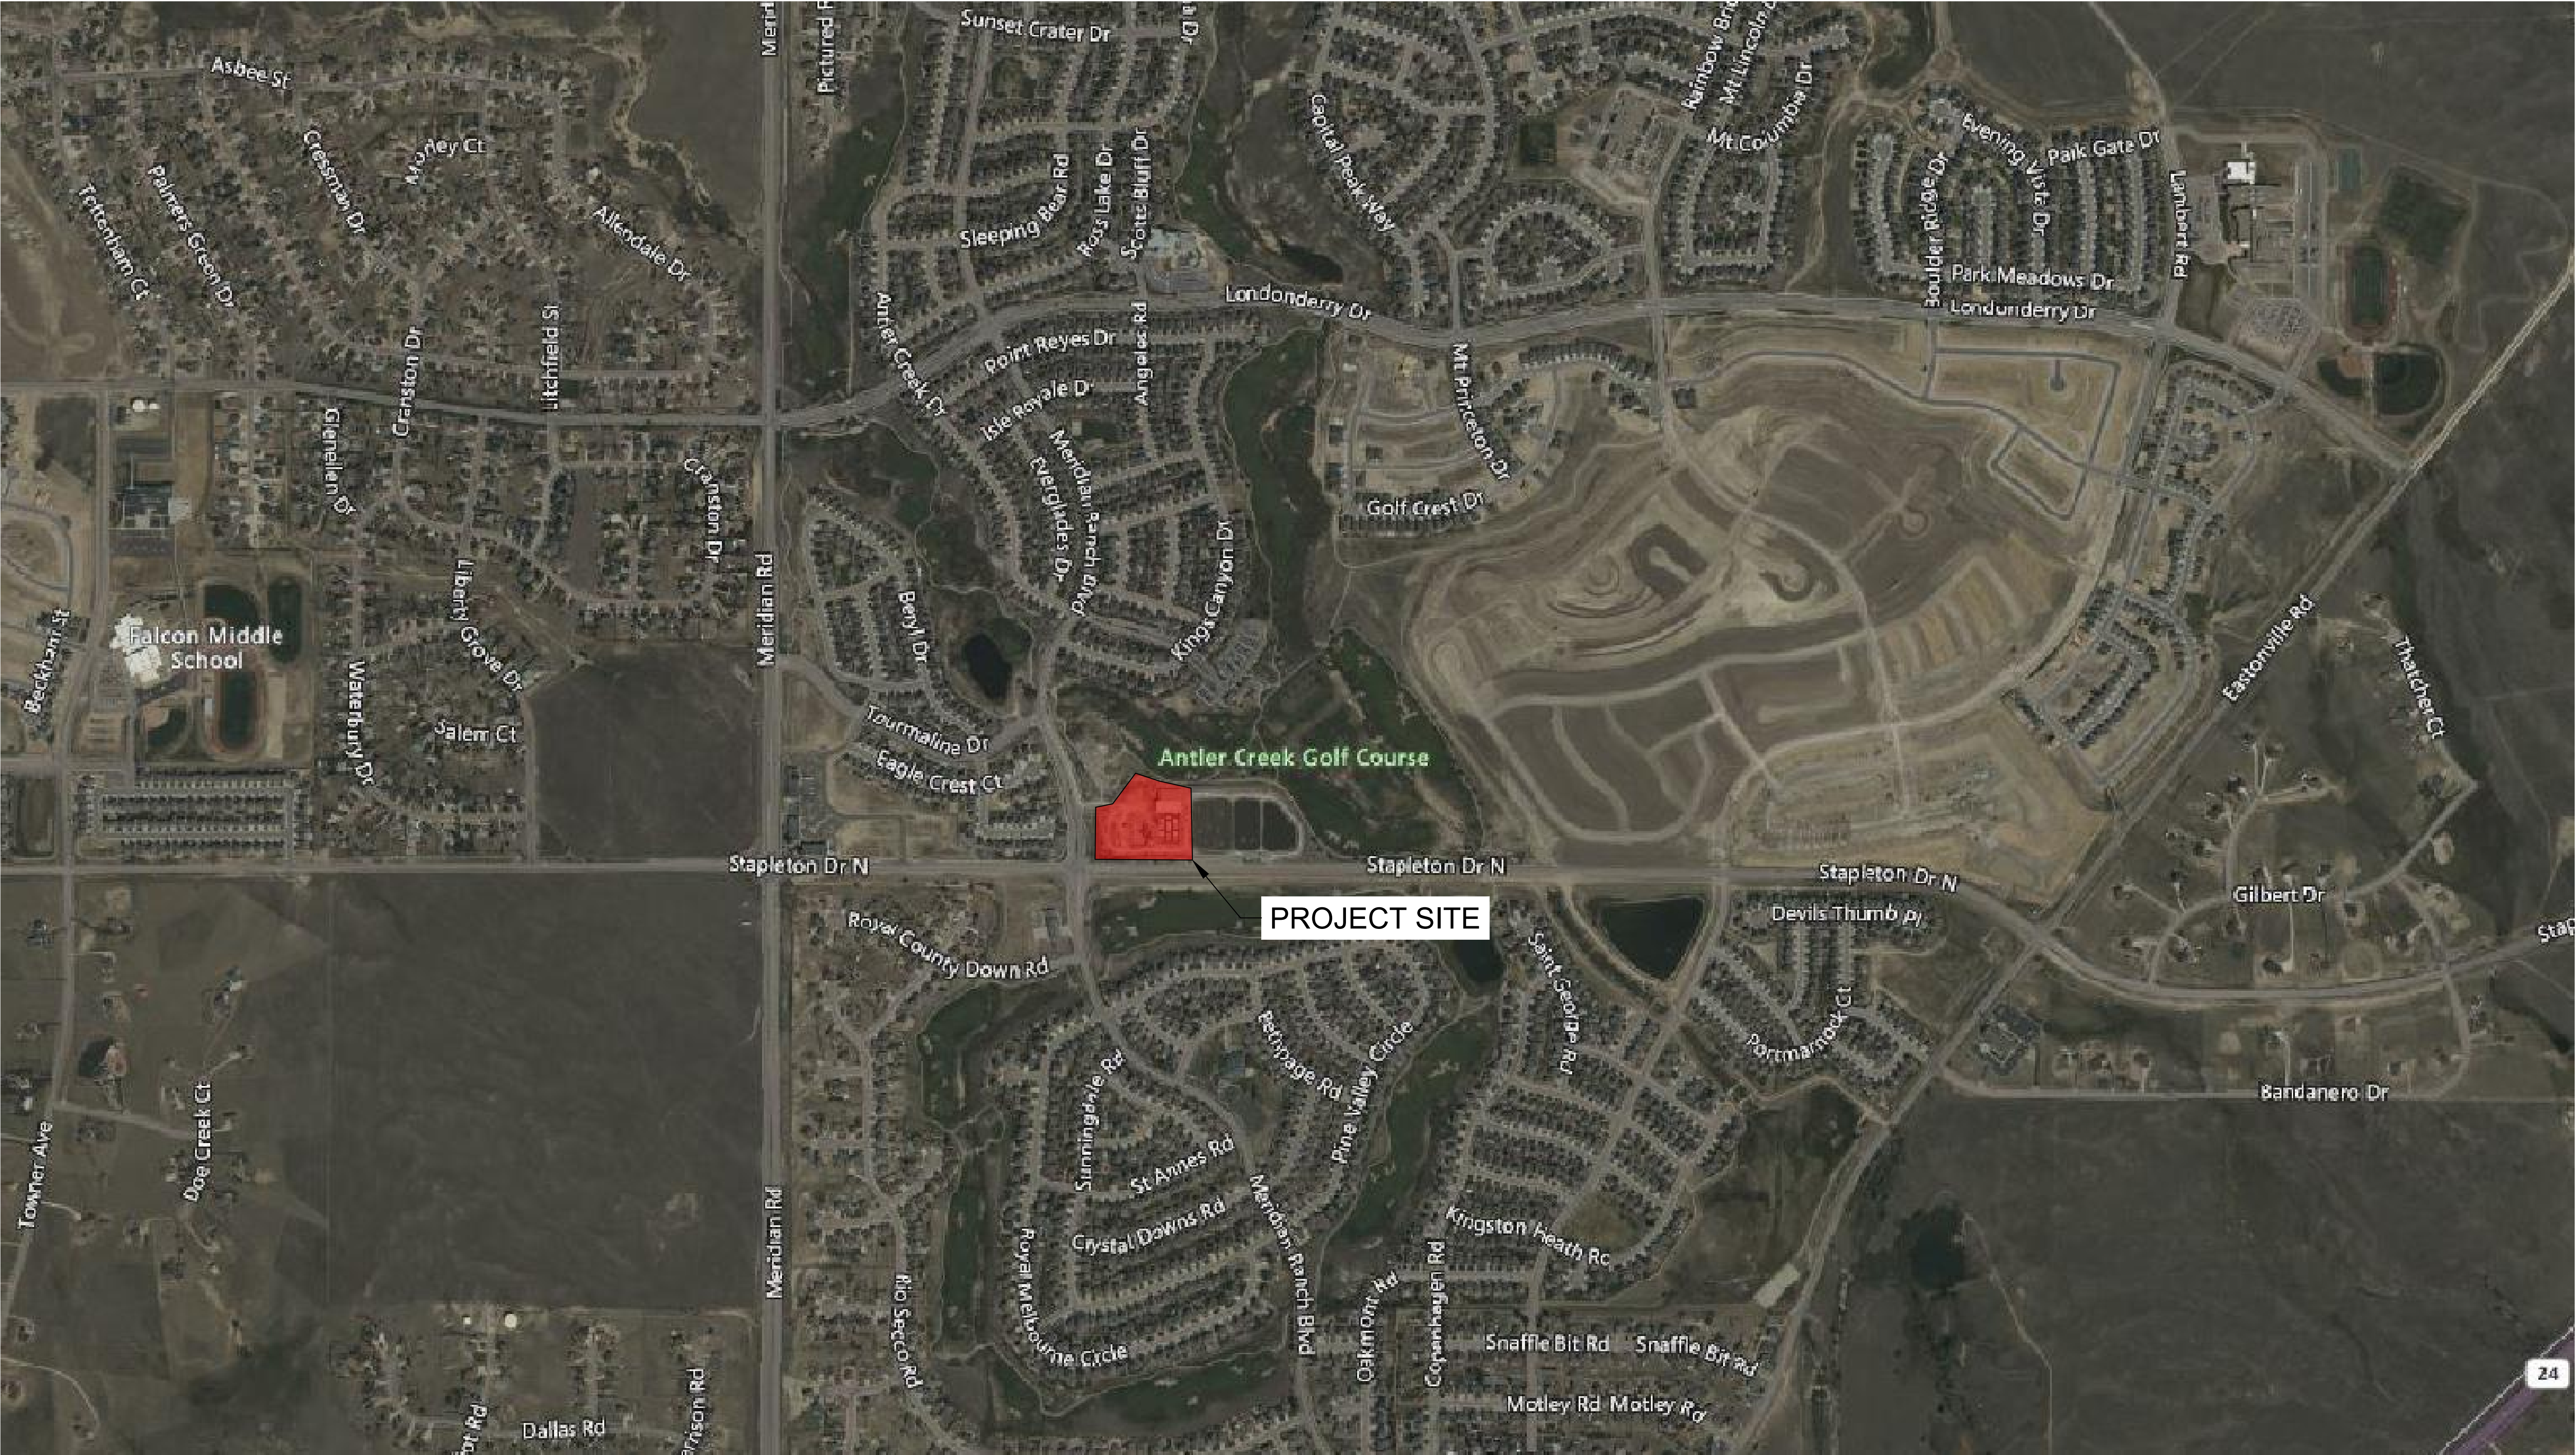 Sunset Crater Dr
Asbee St
Rainbow
Mt Lincoln
Mt Columbia Dr
Capital Peak Way
Evening Vista Dr
Park Gate Dr
Cressman Dr
Morley Ct
Palmers Green Dr
Tottenham Ct
Allendale Dr
Sleeping Bear Rd
Ross Lake Dr
Scotts Bluff Dr
Boulder Ridge Dr
Lambert Rd
Park Meadows Dr
Londonderry Dr
Londonderry Dr
Antler Creek Dr
Point Reyes Dr
Angeles Rd
Isle Royale Dr
Litchfield St
Cranston Dr
Mt Princeton Dr
Gleneilen Dr
Cranston Dr
Everglades Dr
Meridian Ranch Blvd
Golf Crest Dr
Kings Canyon Dr
Meridian Rd
Beryl Dr
Liberty Grove Dr
Beckham St
Falcon Middle
School
Waterbury Dr
Salem Ct
Eastonville Rd
Thatcher Ct
Tourmaline Dr
Eagle Crest Ct
Antler Creek Golf Course
Stapleton Dr N
Stapleton Dr N
Stapleton Dr N
Gilbert Dr
PROJECT SITE
Devils Thumb Pl
Royal County Down Rd
Saint George Rd
Portmarnock Ct
Bethpage Rd
Pine Valley Circle
Sunningdale Rd
Bandanero Dr
St Annes Rd
Doe Creek Ct
Towner Ave
Meridian Rd
Crystal Downs Rd
Meridian Ranch Blvd
Kingston Heath Rd
Royal Melbourne Circle
Rio Secco Rd
Oakmont Rd
Copenhagen Rd
Snaffle Bit Rd
Snaffle Bit Rd
24
Motley Rd
Motley Rd
Dallas Rd